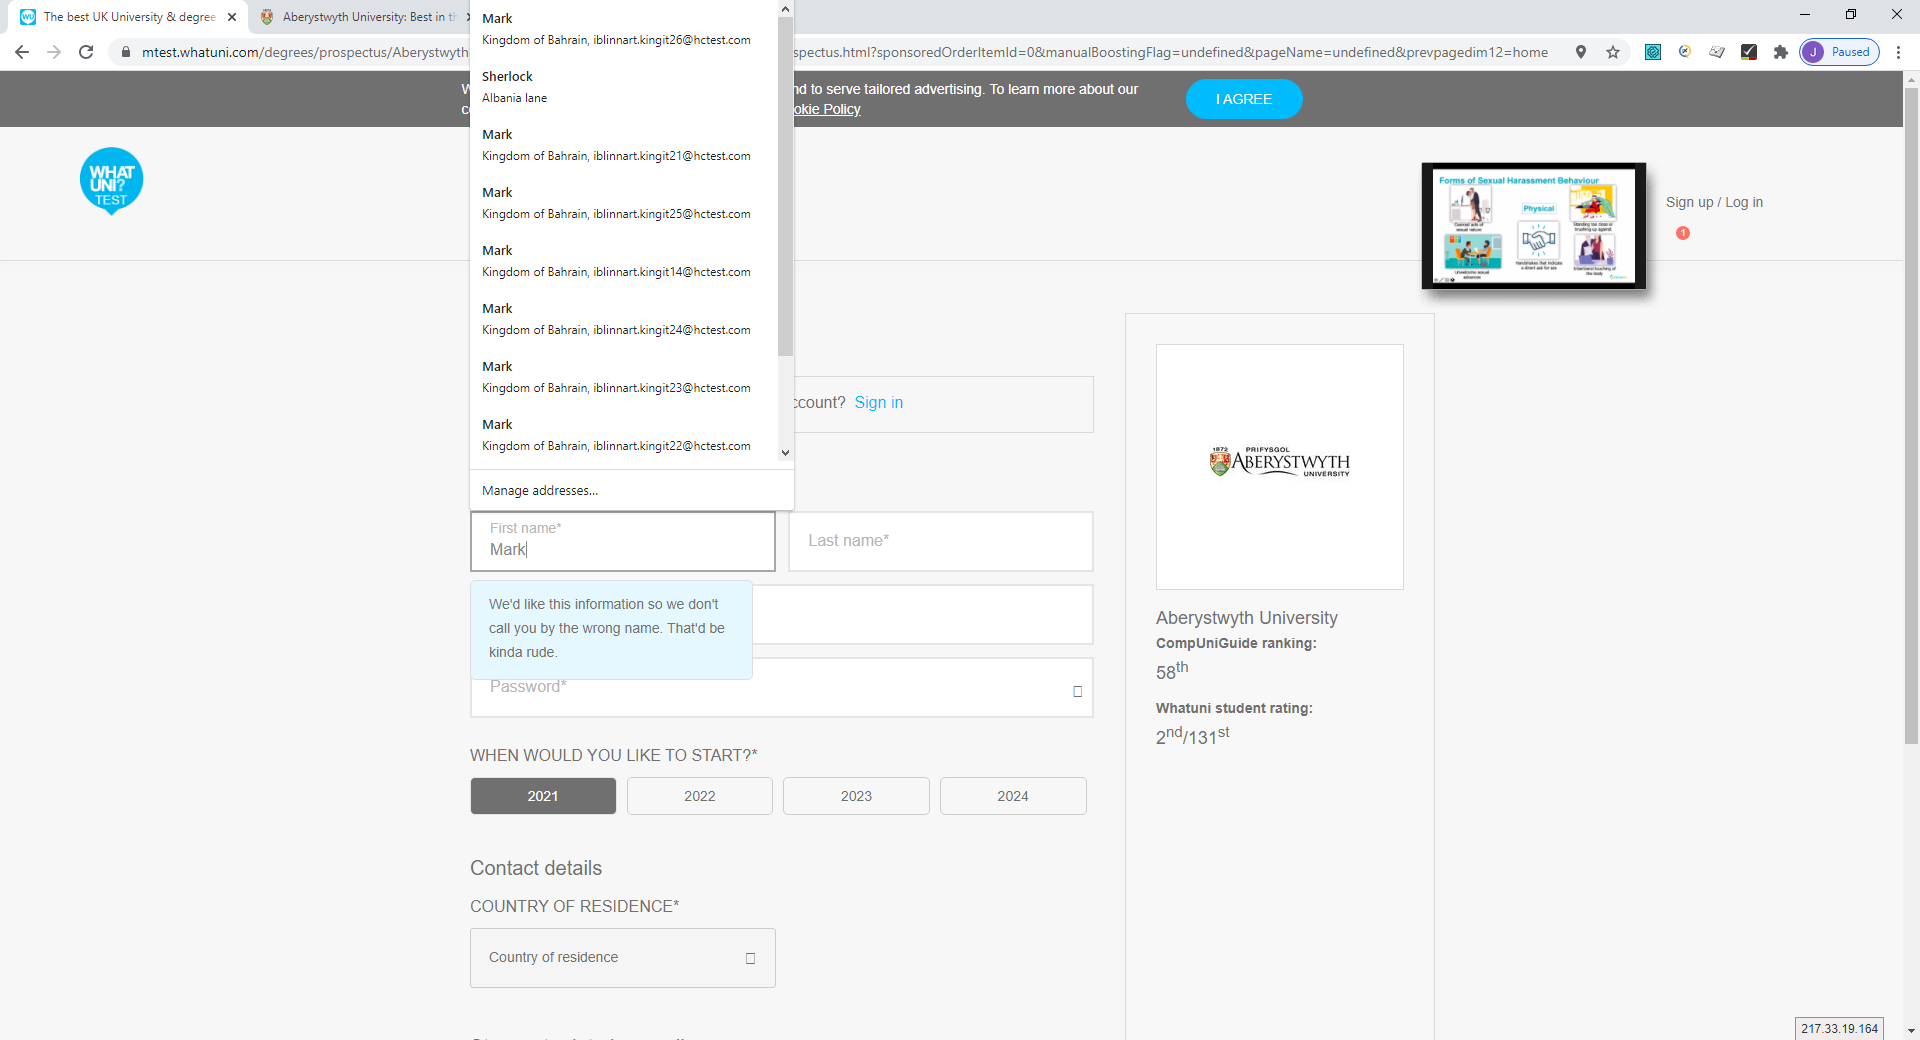 The best UK University & degree
Aberystwyth University: Best in th
mtest.whatuni.com/degrees/prospectus/Aberystwyth
spectus.html?sponsoredOrderItemId=0&manualBoostingFlag=undefined&pageName=undefined&prevpagedim12=home
J Paused
nd to serve tailored advertising. To learn more about our
okie Policy
I AGREE
WHAT
UNI?
TEST
Sign up / Log in
1
Forms of Sexual Harassment Behaviour
Physical
Mark
Kingdom of Bahrain, iblinnart.kingit26@hctest.com
Sherlock
Albania lane
Mark
Kingdom of Bahrain, iblinnart.kingit21@hctest.com
Mark
Kingdom of Bahrain, iblinnart.kingit25@hctest.com
Mark
Kingdom of Bahrain, iblinnart.kingit14@hctest.com
Mark
Kingdom of Bahrain, iblinnart.kingit24@hctest.com
Mark
Kingdom of Bahrain, iblinnart.kingit23@hctest.com
Mark
Kingdom of Bahrain, iblinnart.kingit22@hctest.com
Manage addresses...
ccount? Sign in
First name*
Mark
Last name*
We'd like this information so we don't
call you by the wrong name. That'd be
kinda rude.
Password*
WHEN WOULD YOU LIKE TO START?*
2021 2022 2023 2024
Contact details
COUNTRY OF RESIDENCE*
Country of residence
1872 PRIFYSGOL
ABERYSTWYTH
UNIVERSITY
Aberystwyth University
CompUniGuide ranking:
58th
Whatuni student rating:
2nd/131st
217.33.19.164